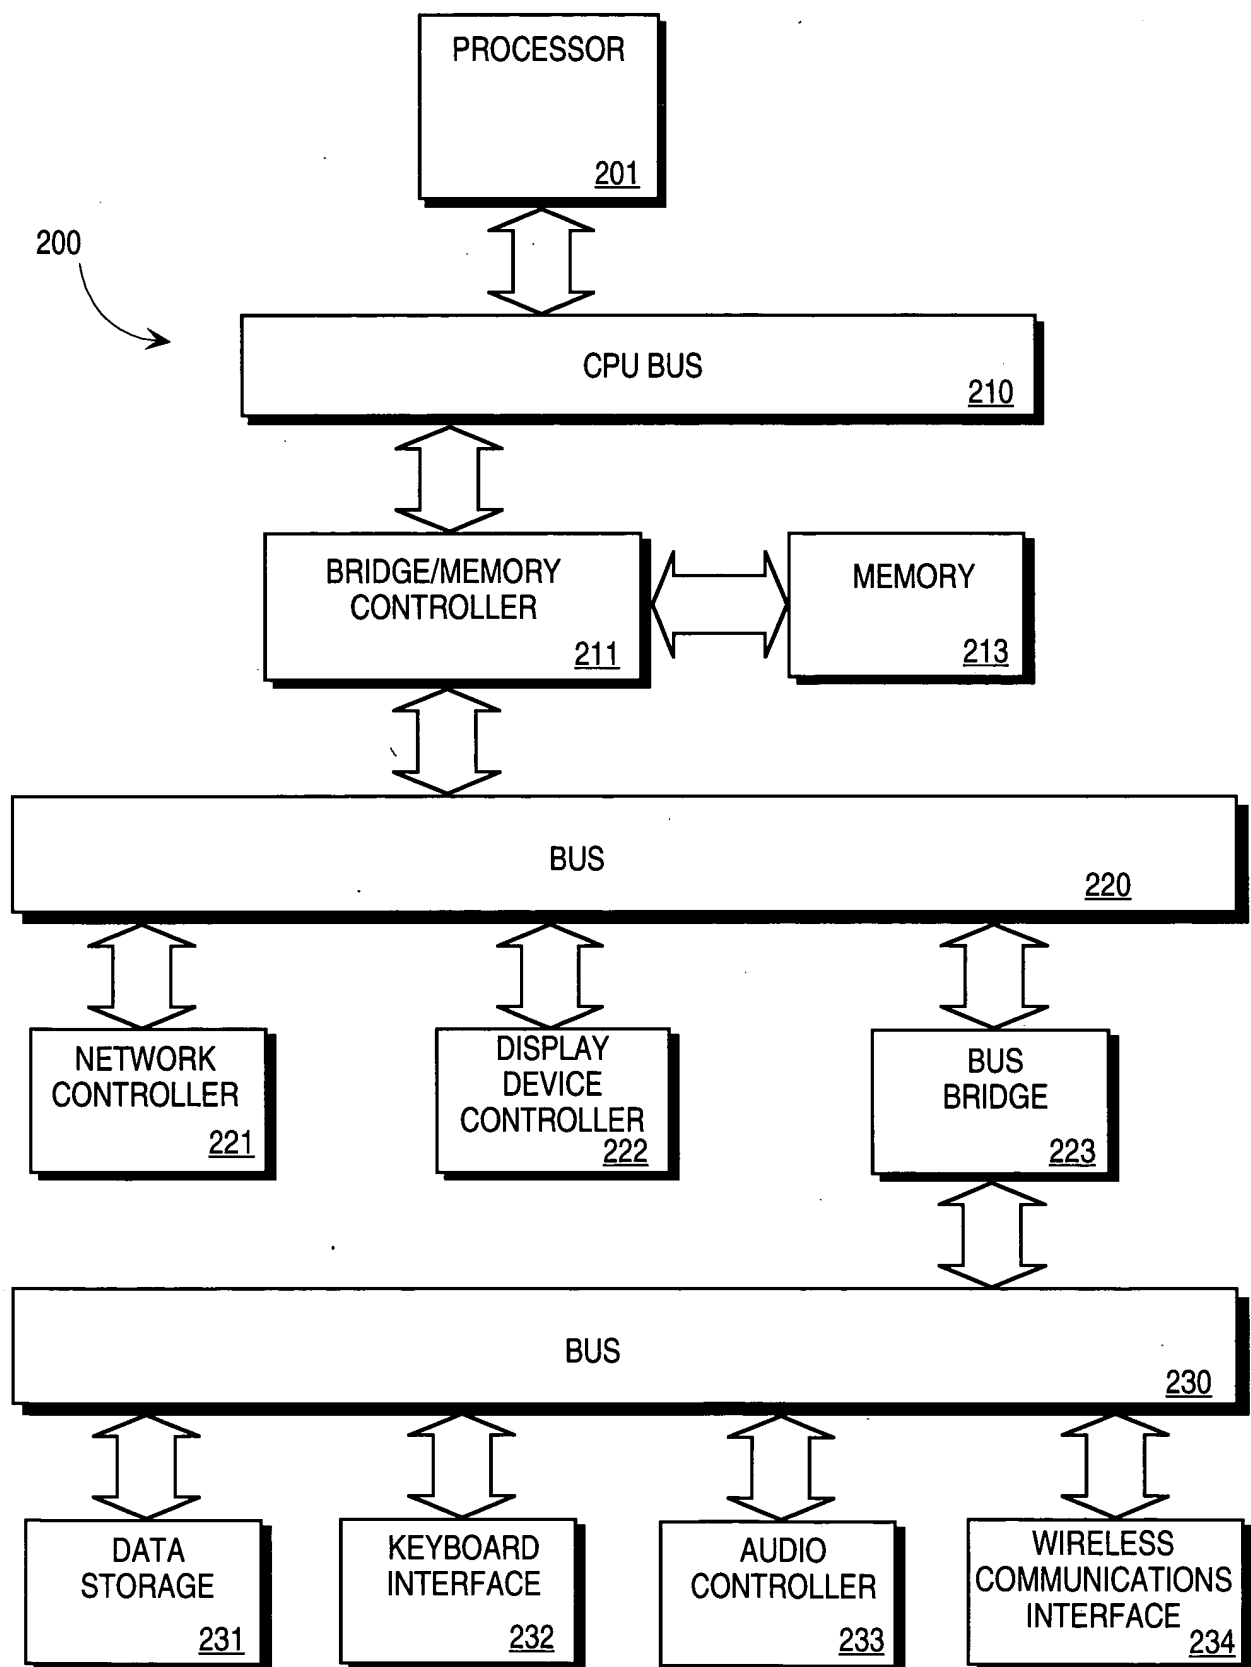 PROCESSOR
201
200
CPU BUS
210
BRIDGE/MEMORY
CONTROLLER
211
MEMORY
213
BUS
220
NETWORK
CONTROLLER
221
DISPLAY
DEVICE
CONTROLLER
222
BUS
BRIDGE
223
BUS
230
DATA
STORAGE
231
KEYBOARD
INTERFACE
232
AUDIO
CONTROLLER
233
WIRELESS
COMMUNICATIONS
INTERFACE
234